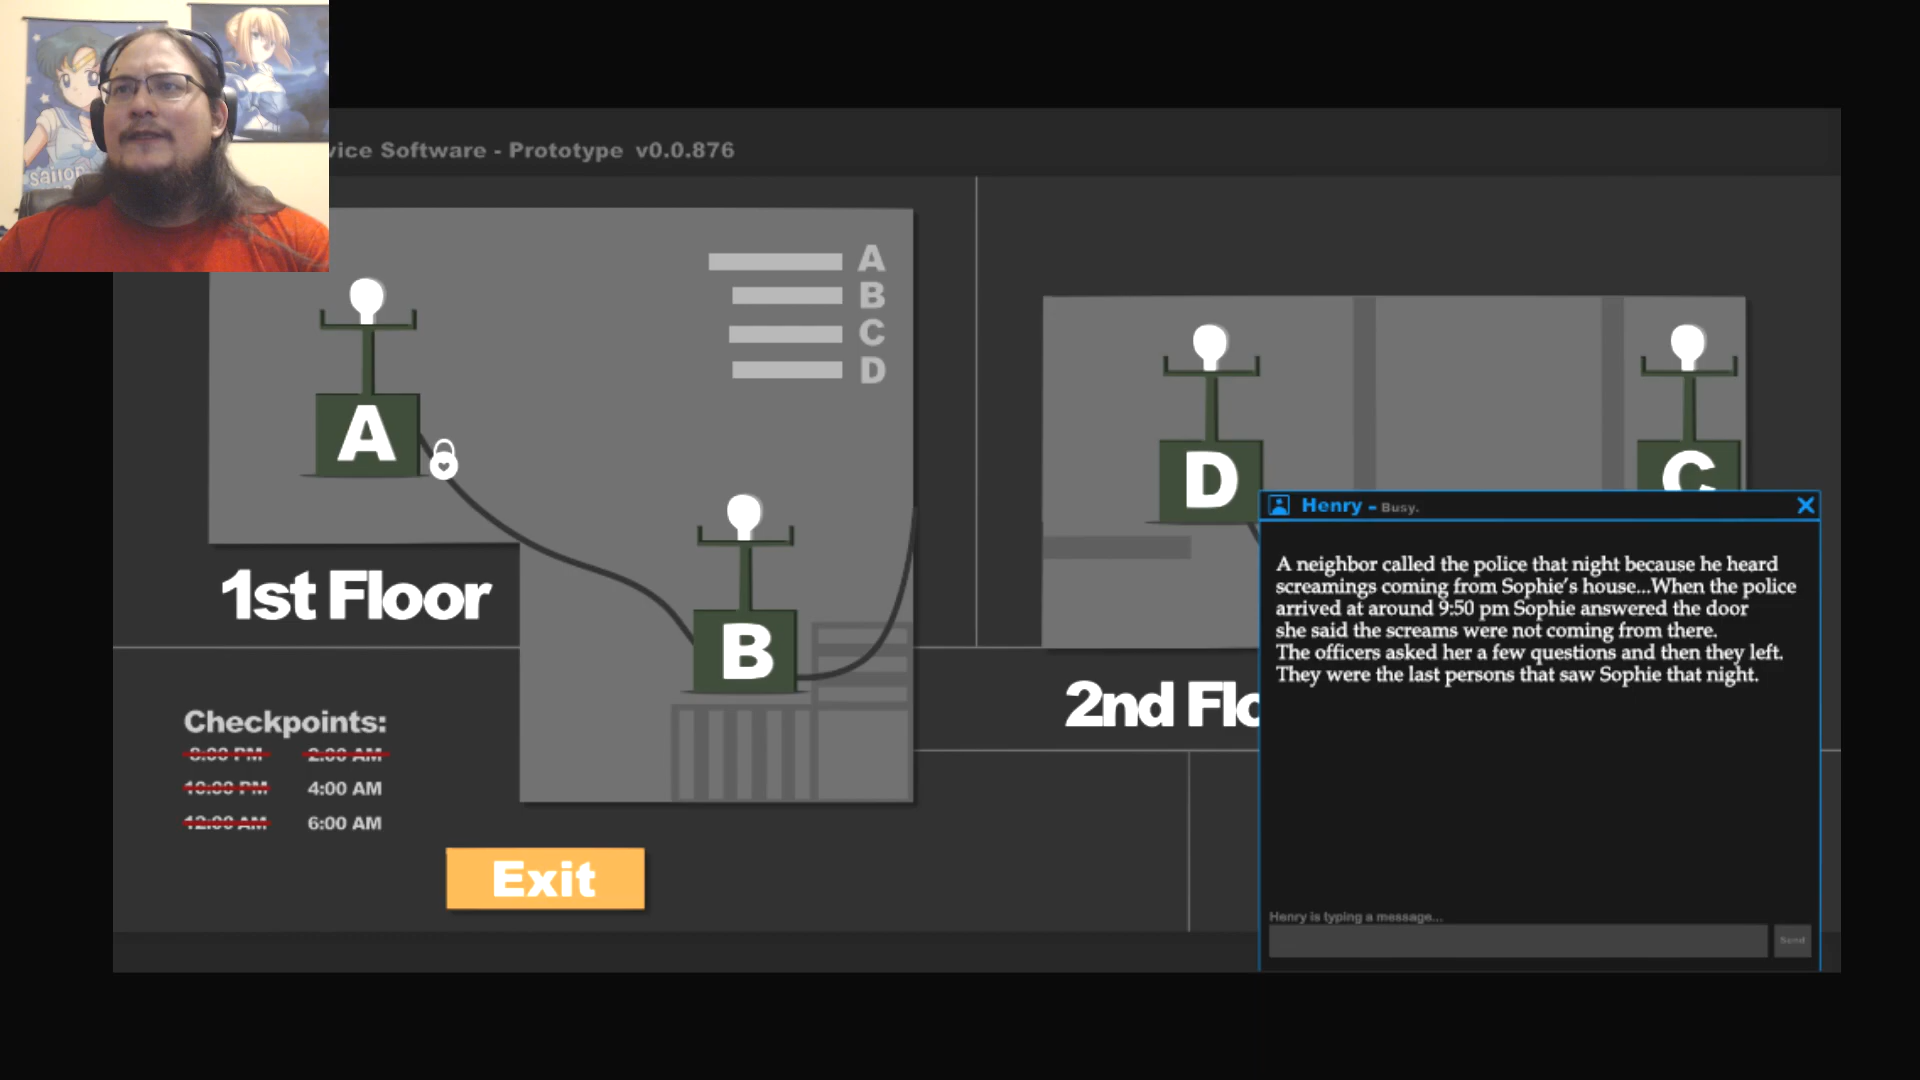 sailor
vice Software - Prototype v0.0.876
A
B
C
D
A
B
D
C
1st Floor
2nd Flo
Checkpoints:
8:00 PM 2:00 AM
10:00 PM 4:00 AM
12:00 AM 6:00 AM
Exit
Henry - Busy.
A neighbor called the police that night because he heard
screamings coming from Sophie's house...When the police
arrived at around 9:50 pm Sophie answered the door
she said the screams were not coming from there.
The officers asked her a few questions and then they left.
They were the last persons that saw Sophie that night.
Henry is typing a message...
Send